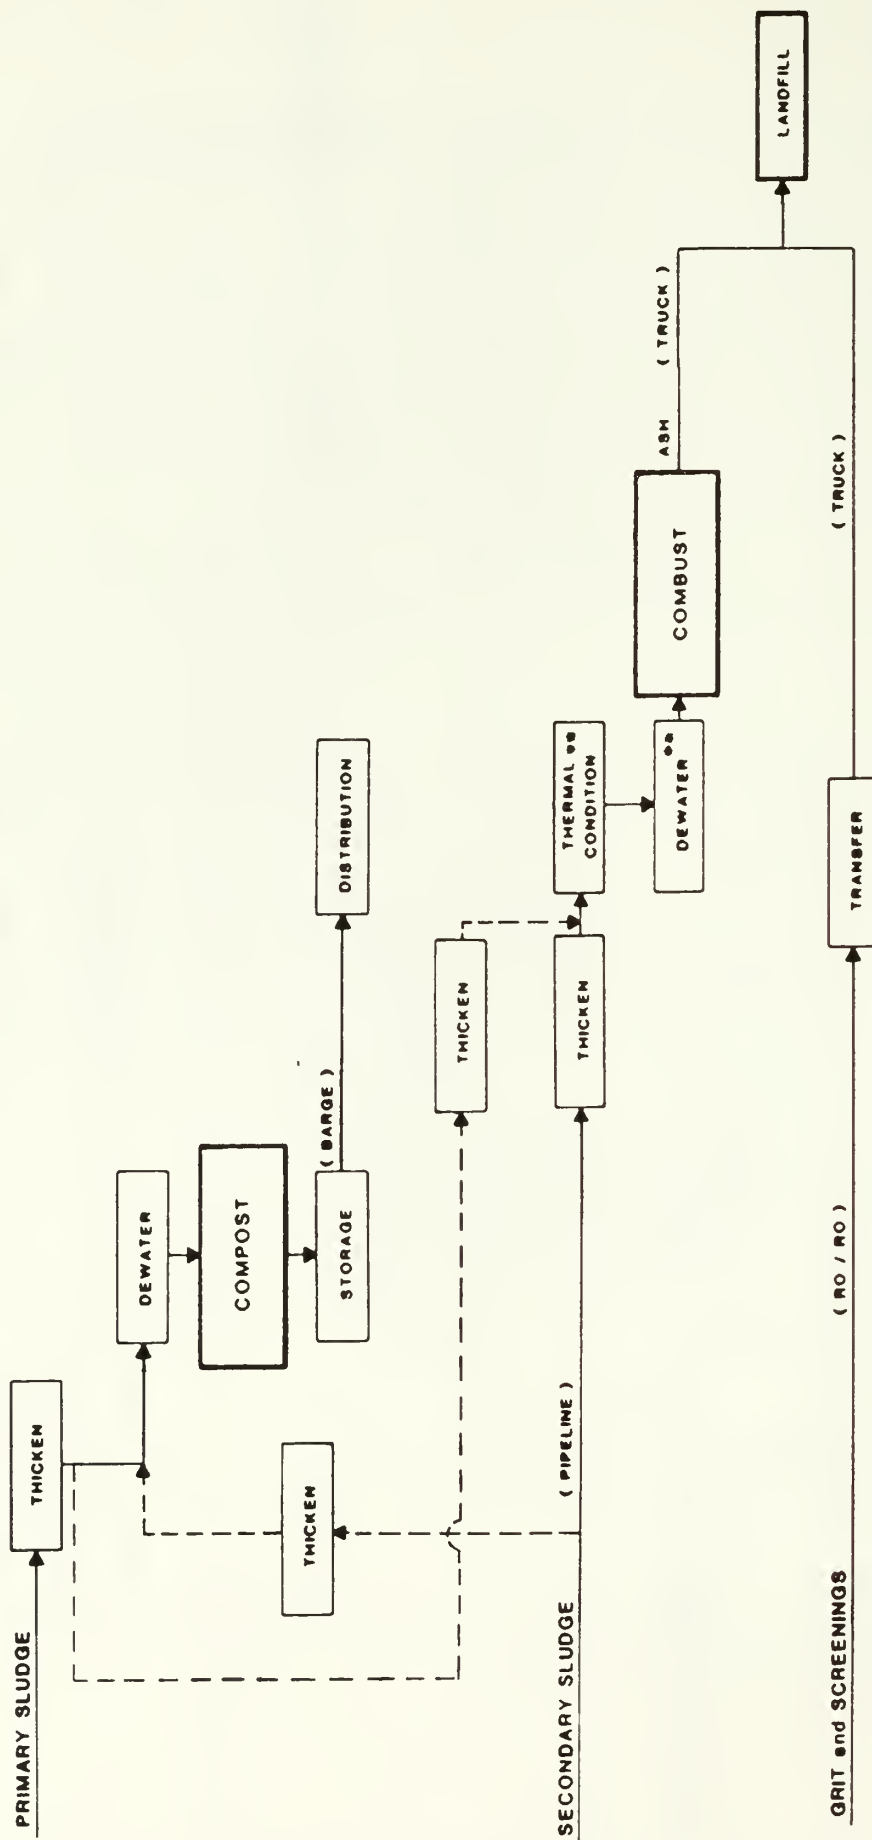 PRIMARY SLUDGE
THICKEN
DEWATER
COMPOST
STORAGE
( BARGE )
DISTRIBUTION
THICKEN
THICKEN
SECONDARY SLUDGE
( PIPELINE )
THICKEN
THERMAL **
CONDITION
DEWATER **
COMBUST
ASH
( TRUCK )
LANDFILL
GRIT and SCREENINGS
( RO / RO )
TRANSFER
( TRUCK )